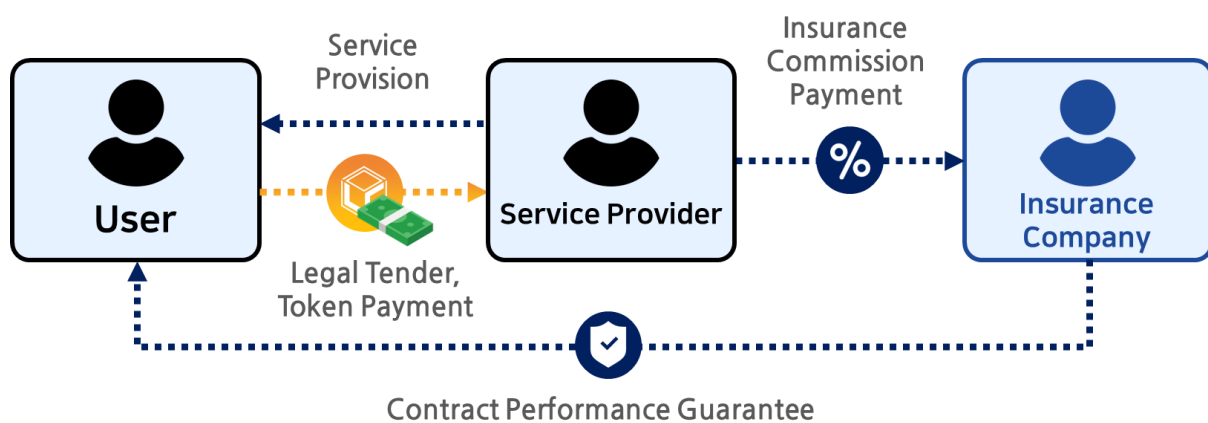 Service
Provision
Insurance
Commission
Payment
User
Service Provider
%
Insurance
Company
Legal Tender,
Token Payment
Contract Performance Guarantee